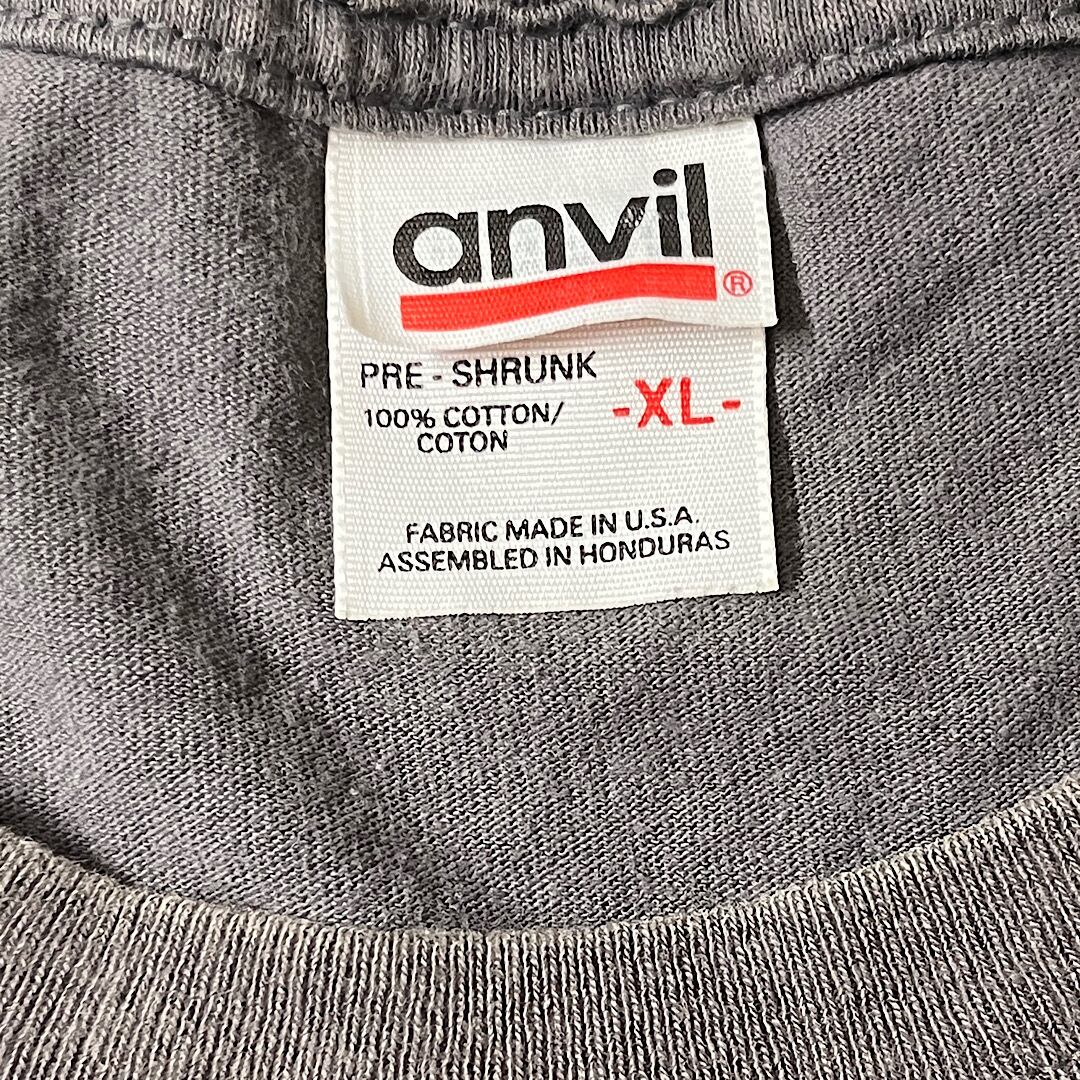 anvil®
PRE - SHRUNK
100% COTTON/
COTON
-XL-
FABRIC MADE IN U.S.A.
ASSEMBLED IN HONDURAS